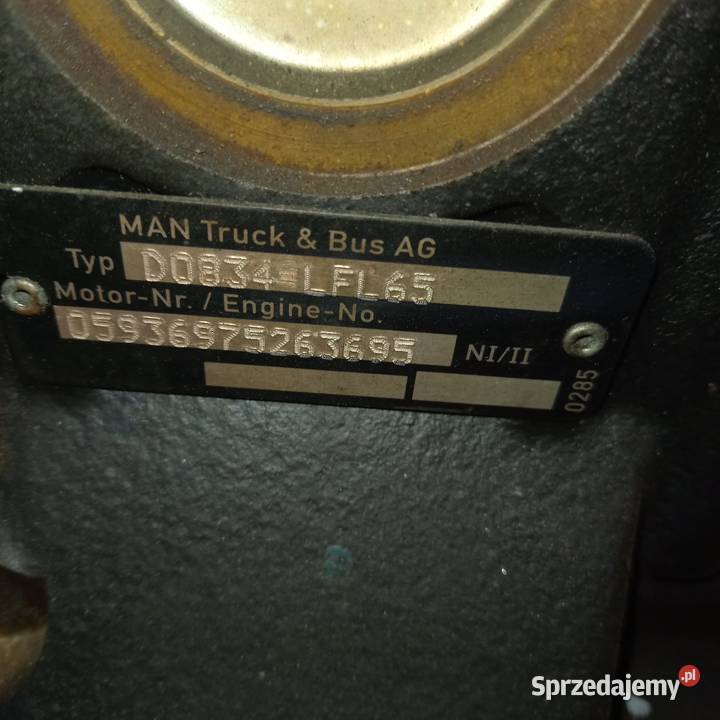 MAN Truck & Bus AG
Typ D0834-LFL65
Motor-Nr. / Engine-No.
05936975263695 NI/II
0285
Sprzedajemy.pl